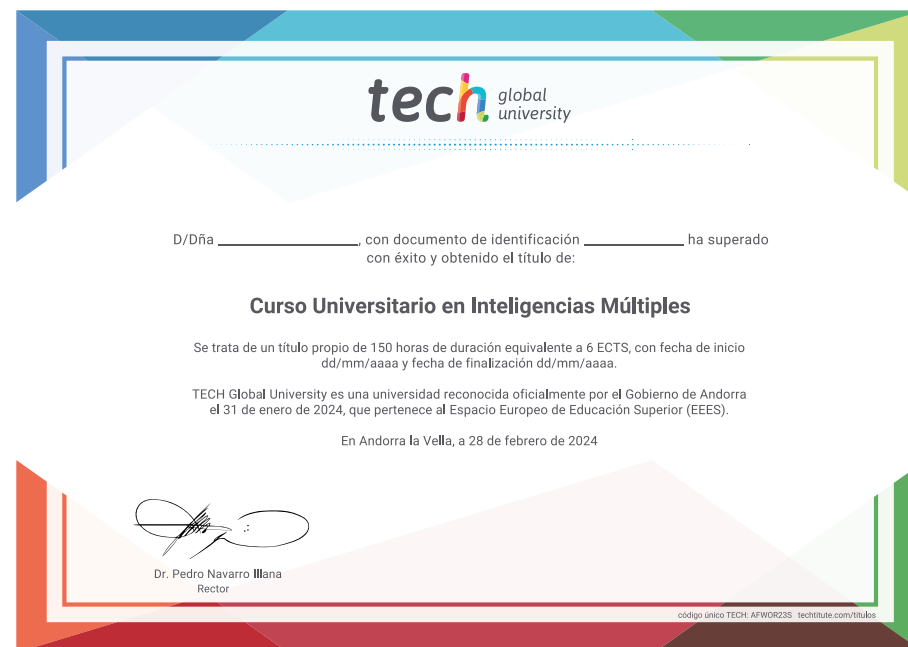 tech global university
D/Dña ____________________, con documento de identificación ______________ ha superado
con éxito y obtenido el título de:
Curso Universitario en Inteligencias Múltiples
Se trata de un título propio de 150 horas de duración equivalente a 6 ECTS, con fecha de inicio
dd/mm/aaaa y fecha de finalización dd/mm/aaaa.
TECH Global University es una universidad reconocida oficialmente por el Gobierno de Andorra
el 31 de enero de 2024, que pertenece al Espacio Europeo de Educación Superior (EEES).
En Andorra la Vella, a 28 de febrero de 2024
Dr. Pedro Navarro Illana
Rector
código único TECH: AFWOR23S techtitute.com/titulos